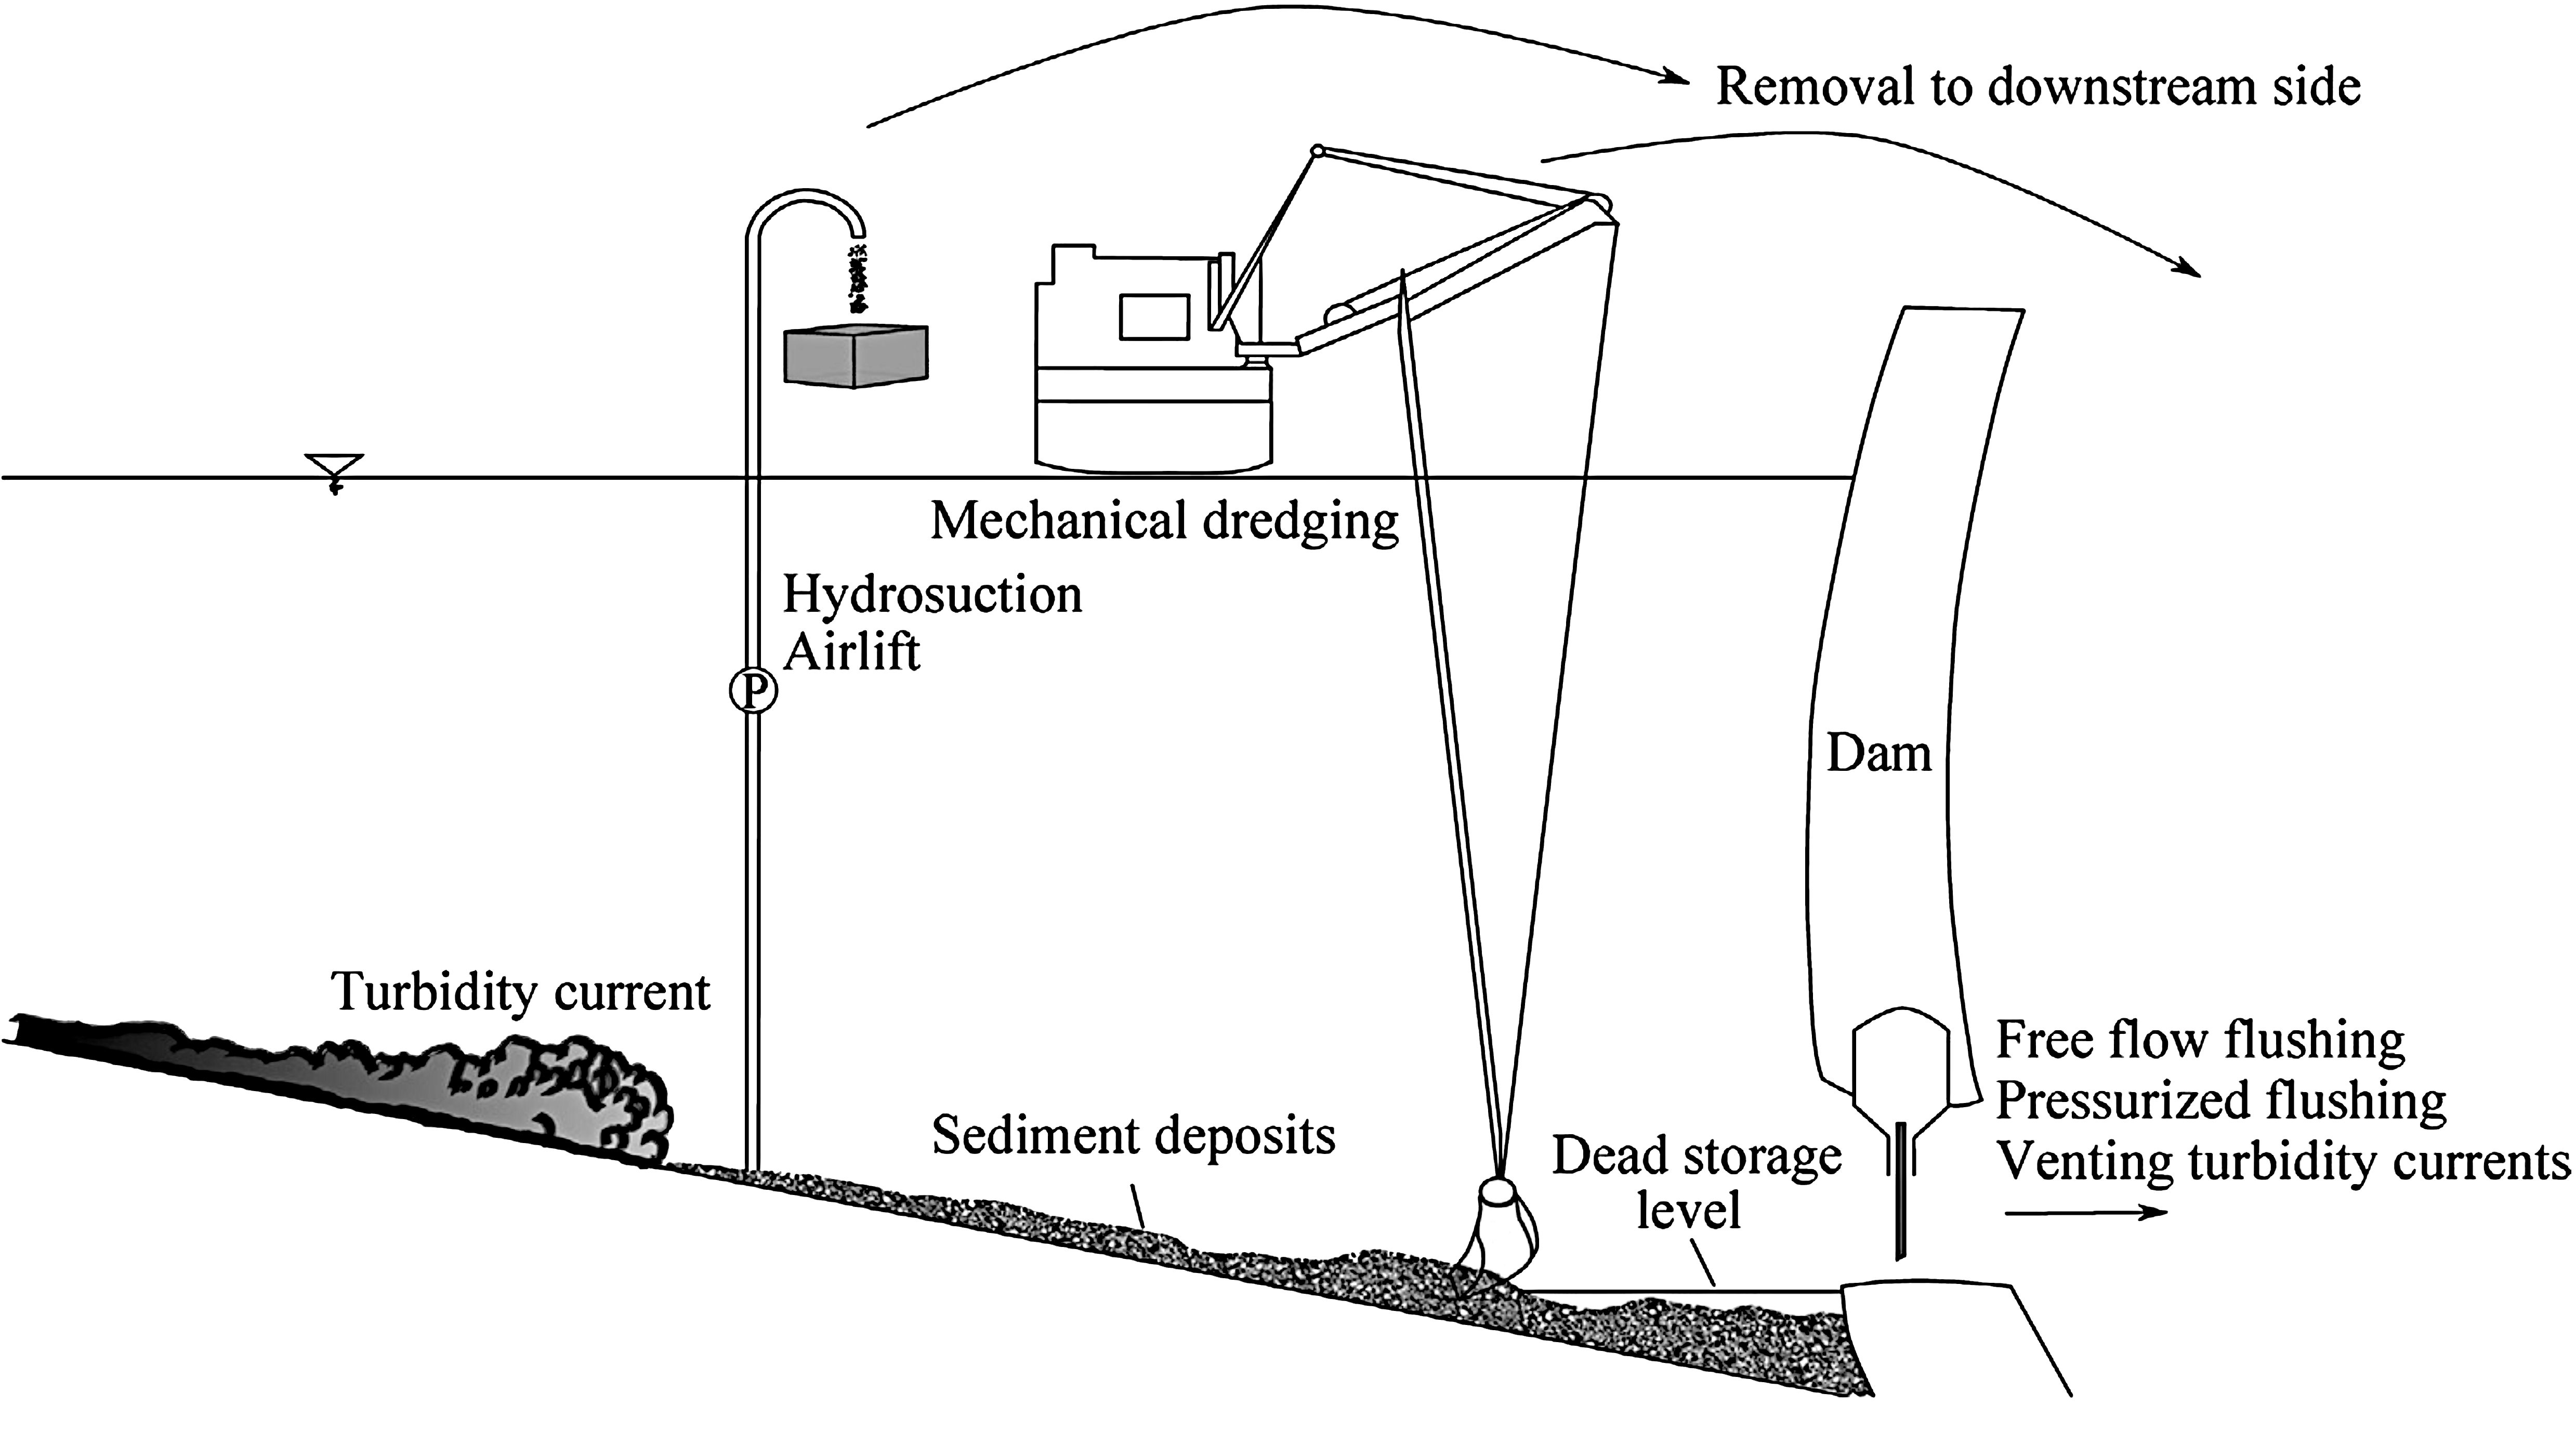 Removal to downstream side
Mechanical dredging
Hydrosuction
Airlift
P
Dam
Turbidity current
Free flow flushing
Pressurized flushing
Venting turbidity currents
Sediment deposits
Dead storage
level